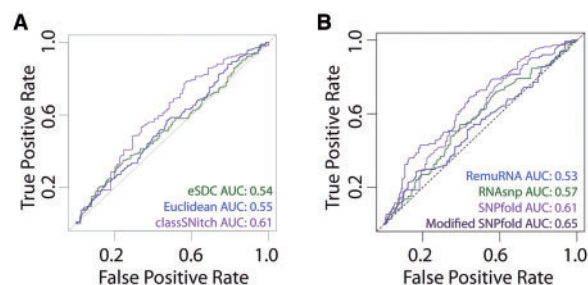 A
True Positive Rate
1.0
0.6
0.2
eSDC AUC: 0.54
Euclidean AUC: 0.55
classSNitch AUC: 0.61
0.2
0.6
1.0
False Positive Rate
B
True Positive Rate
1.0
0.6
0.2
RemuRNA AUC: 0.53
RNAsnp AUC: 0.57
SNPfold AUC: 0.61
Modified SNPfold AUC: 0.65
0.2
0.6
1.0
False Positive Rate